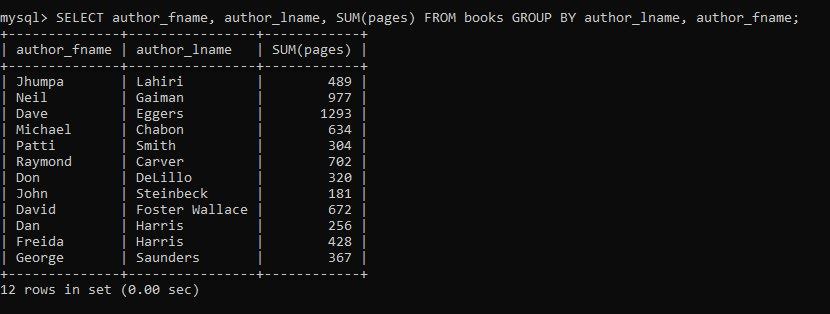 mysql> SELECT author_fname, author_lname, SUM(pages) FROM books GROUP BY author_lname, author_fname;
+--------------+----------------+------------+
| author_fname | author_lname   | SUM(pages) |
+--------------+----------------+------------+
| Jhumpa       | Lahiri         |        489 |
| Neil         | Gaiman         |        977 |
| Dave         | Eggers         |       1293 |
| Michael      | Chabon         |        634 |
| Patti        | Smith          |        304 |
| Raymond      | Carver         |        702 |
| Don          | DeLillo        |        320 |
| John         | Steinbeck      |        181 |
| David        | Foster Wallace |        672 |
| Dan          | Harris         |        256 |
| Freida       | Harris         |        428 |
| George       | Saunders       |        367 |
+--------------+----------------+------------+
12 rows in set (0.00 sec)